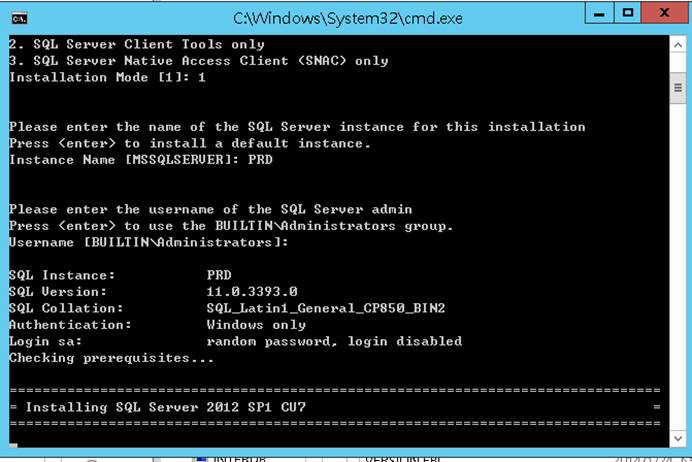 C:\Windows\System32\cmd.exe
2. SQL Server Client Tools only
3. SQL Server Native Access Client (SNAC) only
Installation Mode [1]: 1
Please enter the name of the SQL Server instance for this installation
Press <enter> to install a default instance.
Instance Name [MSSQLSERVER]: PRD
Please enter the username of the SQL Server admin
Press <enter> to use the BUILTIN\Administrators group.
Username [BUILTIN\Administrators]:
SQL Instance: PRD
SQL Version: 11.0.3393.0
SQL Collation: SQL_Latin1_General_CP850_BIN2
Authentication: Windows only
Login sa: random password, login disabled
Checking prerequisites...
===============================================================================
= Installing SQL Server 2012 SP1 CU7 =
===============================================================================